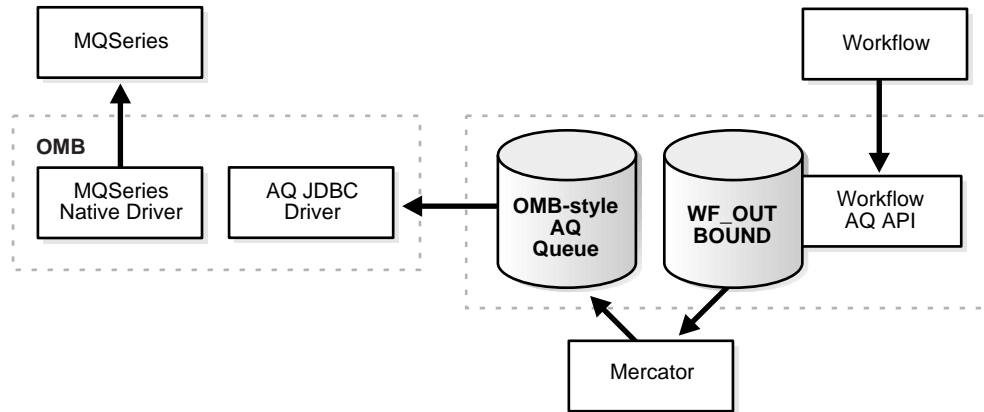 MQSeries
Workflow
OMB
MQSeries
Native Driver
AQ JDBC
Driver
OMB-style
AQ
Queue
WF_OUT
BOUND
Workflow
AQ API
Mercator